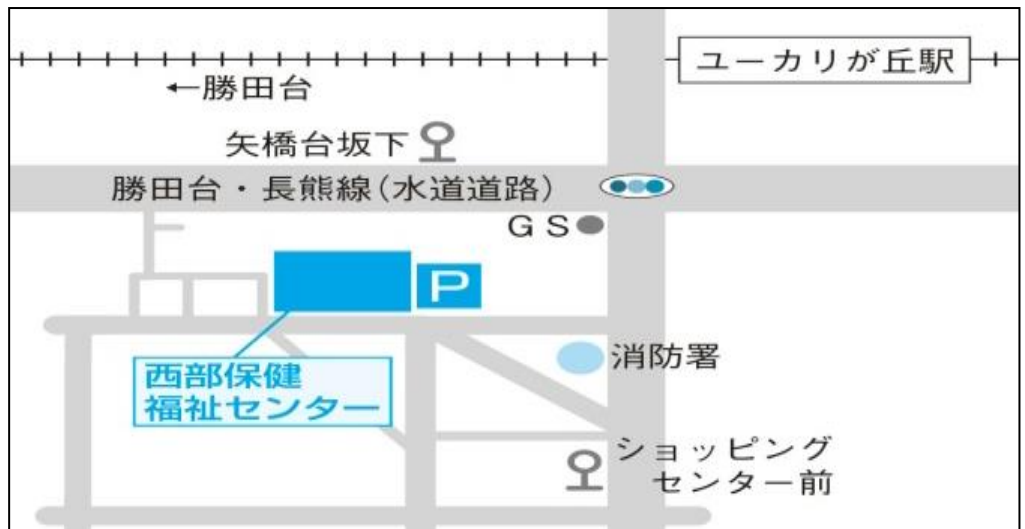 ユーカリが丘駅
←勝田台
矢橋台坂下
勝田台・長熊線(水道道路)
GS
P
西部保健
福祉センター
消防署
ショッピング
センター前